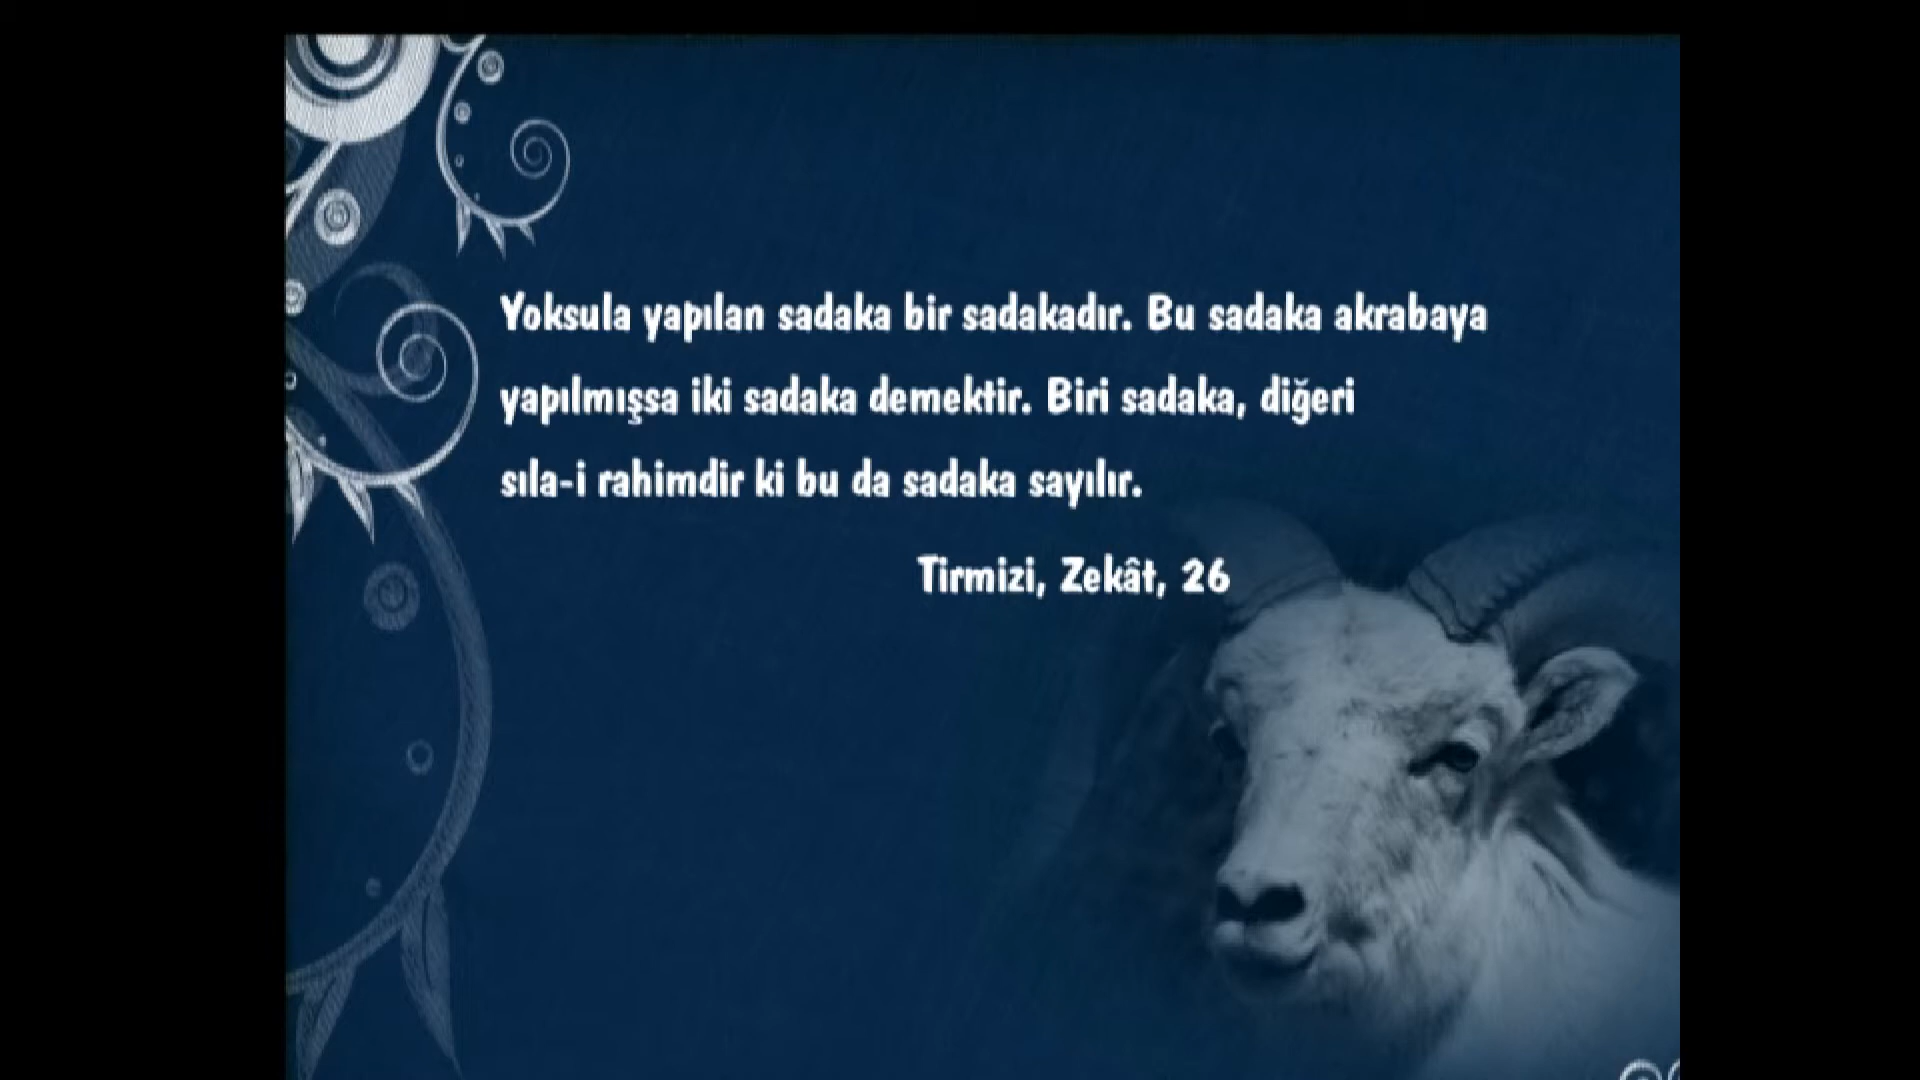 Yoksula yapılan sadaka bir sadakadır. Bu sadaka akrabaya
yapılmışsa iki sadaka demektir. Biri sadaka, diğeri
sıla-i rahimdir ki bu da sadaka sayılır.
Tirmizi, Zekât, 26